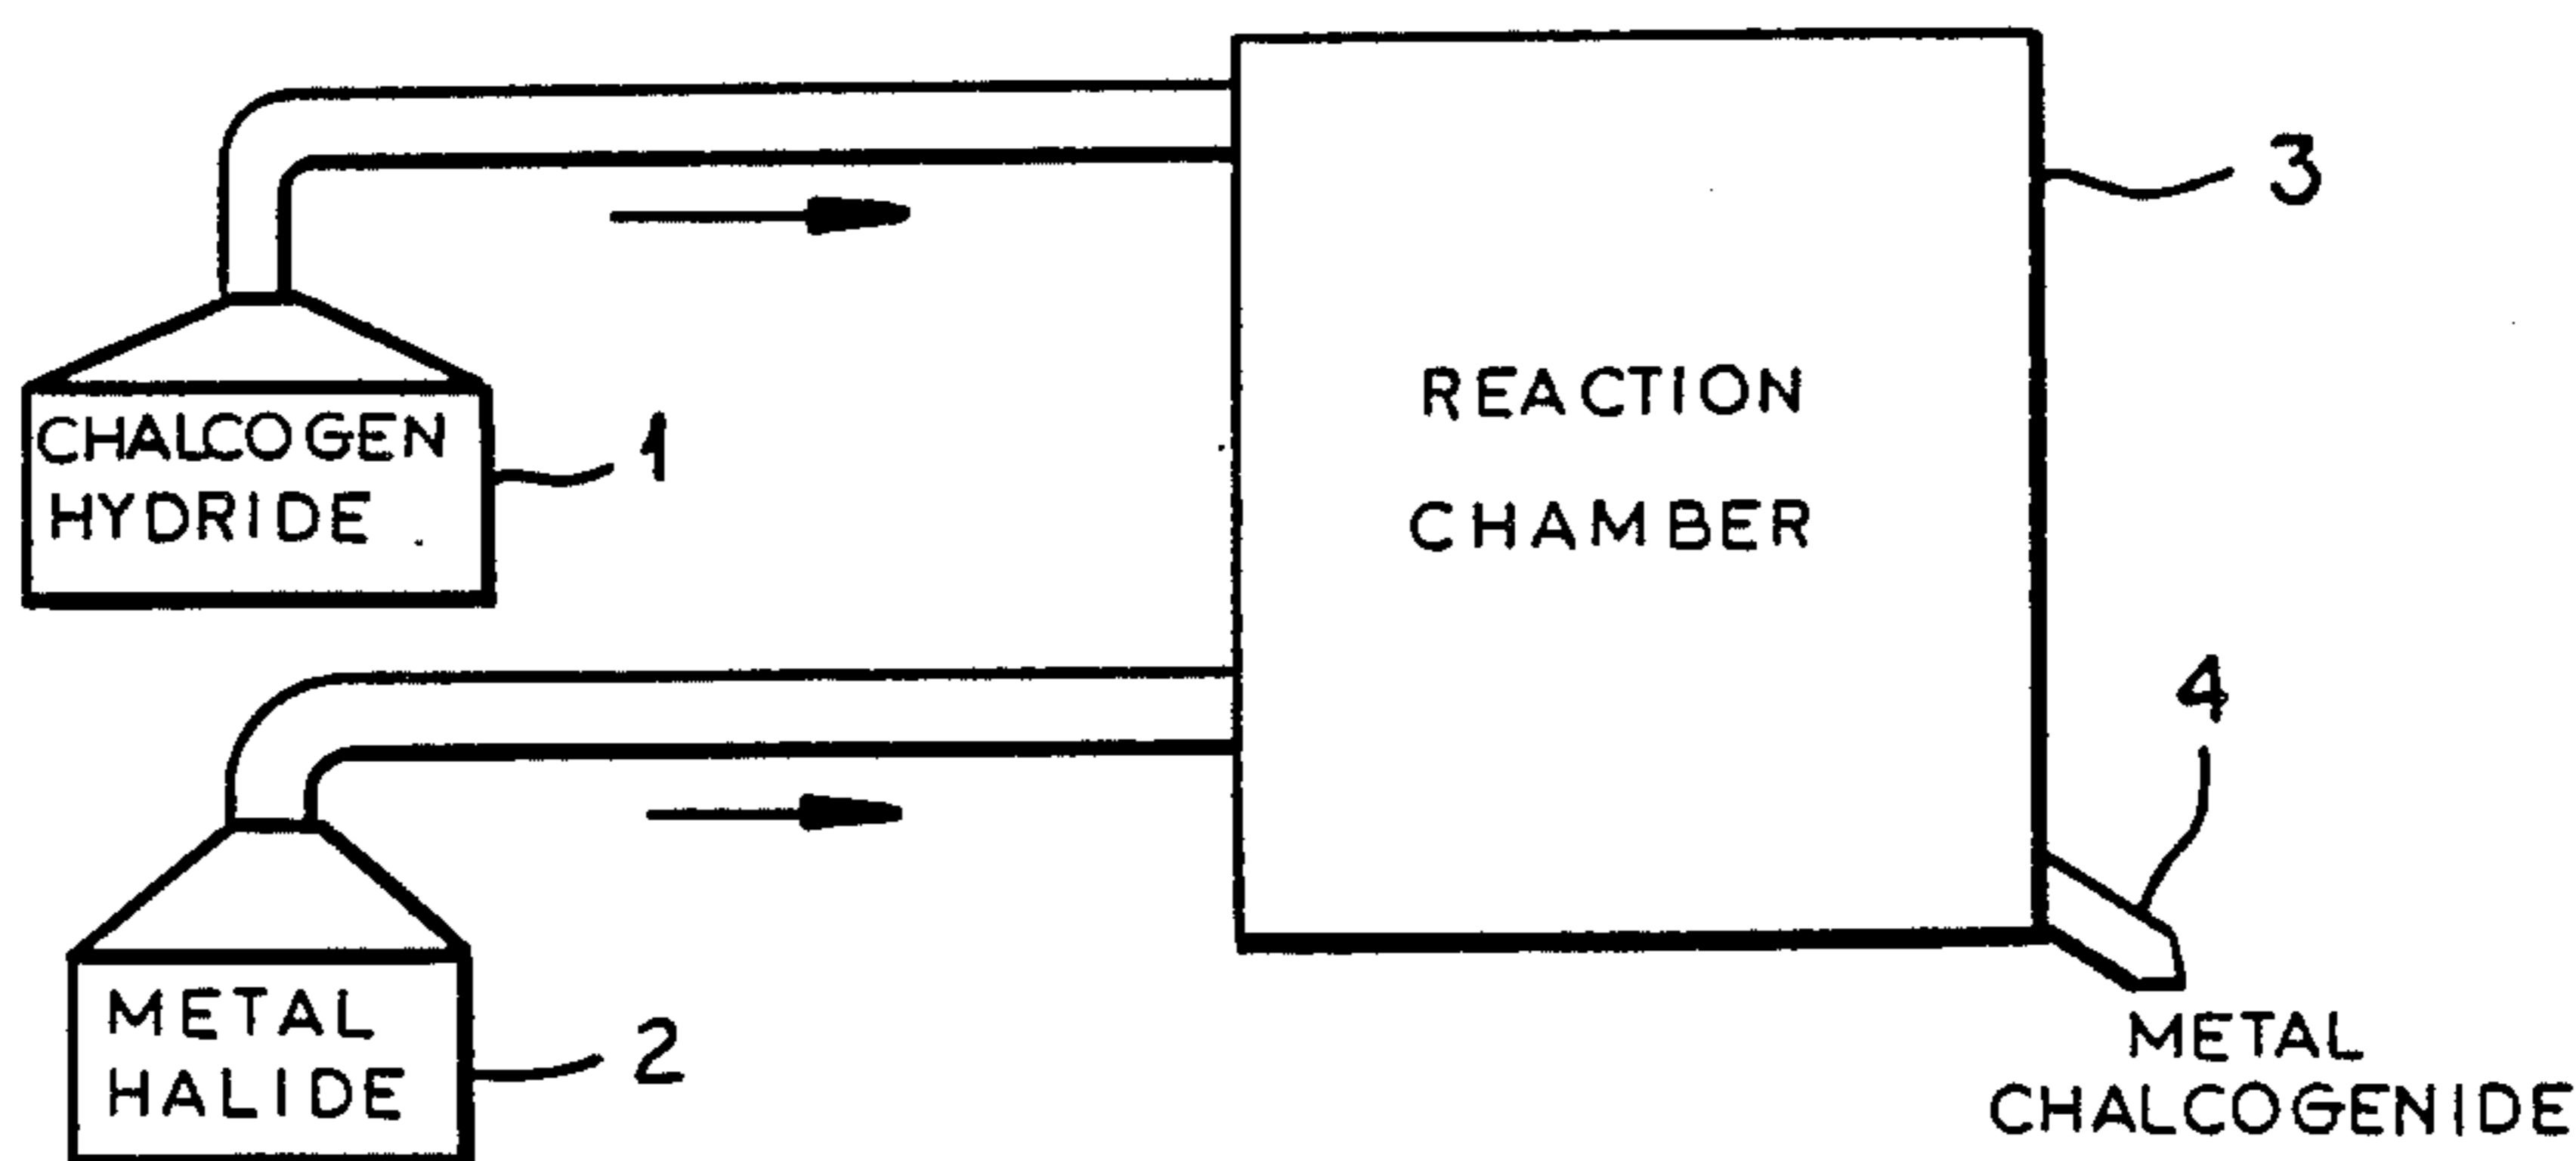 CHALCOGEN
HYDRIDE
1
METAL
HALIDE
2
REACTION
CHAMBER
3
4
METAL
CHALCOGENIDE